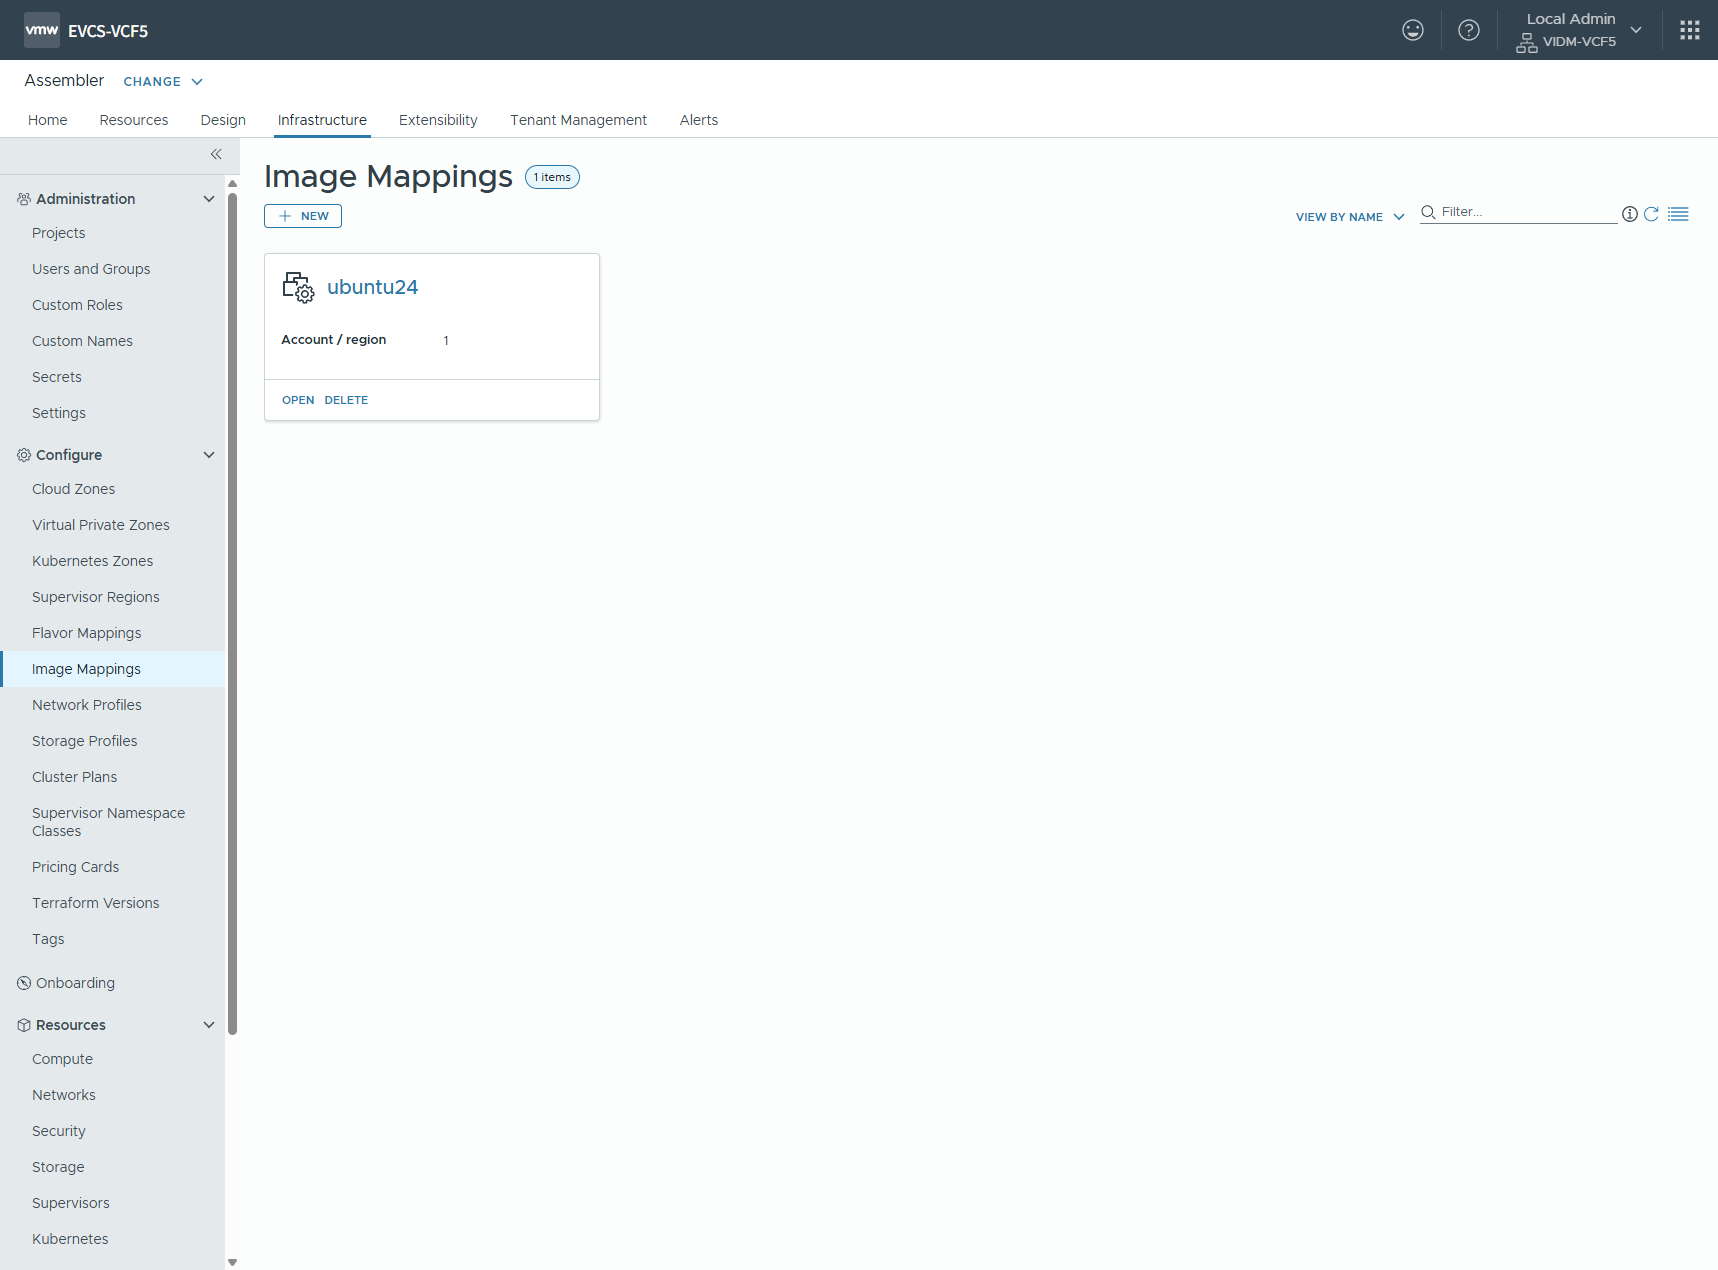 vmw EVCS-VCF5
Local Admin
VIDM-VCF5
Assembler CHANGE
Home Resources Design Infrastructure Extensibility Tenant Management Alerts
Administration
Projects
Users and Groups
Custom Roles
Custom Names
Secrets
Settings
Configure
Cloud Zones
Virtual Private Zones
Kubernetes Zones
Supervisor Regions
Flavor Mappings
Image Mappings
Network Profiles
Storage Profiles
Cluster Plans
Supervisor Namespace
Classes
Pricing Cards
Terraform Versions
Tags
Onboarding
Resources
Compute
Networks
Security
Storage
Supervisors
Kubernetes
Image Mappings 1 items
NEW
VIEW BY NAME Filter...
ubuntu24
Account / region 1
OPEN DELETE